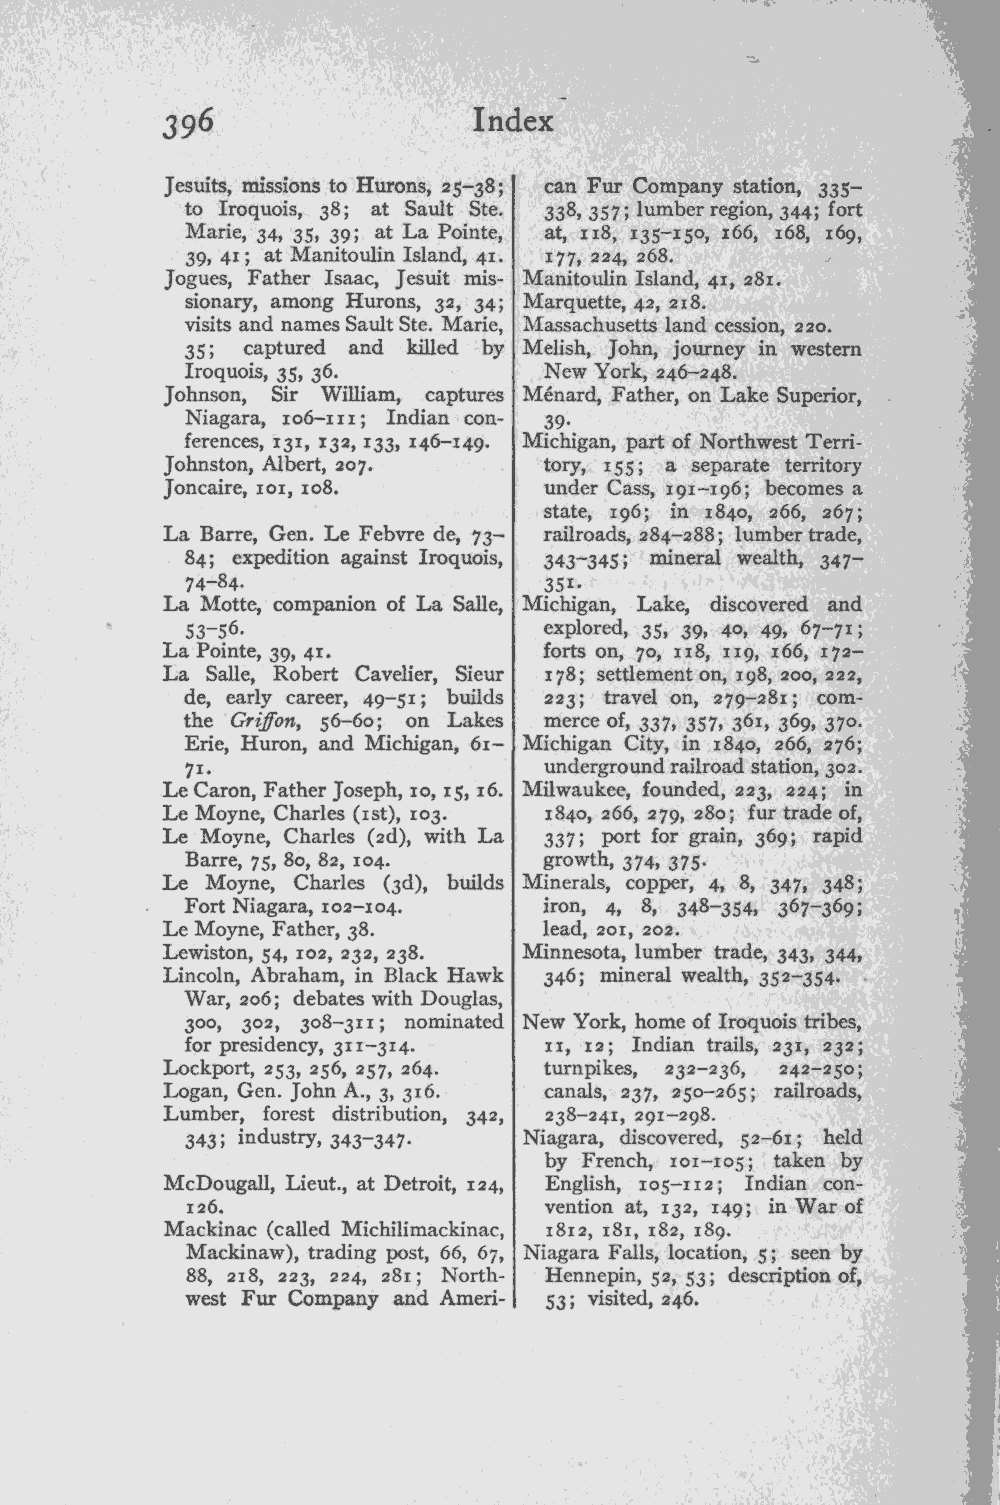 396 Index
Jesuits, missions to Hurons, 25–38;
to Iroquois, 38; at Sault Ste.
Marie, 34, 35, 39; at La Pointe,
39, 41; at Manitoulin Island, 41.
Jogues, Father Isaac, Jesuit mis-
sionary, among Hurons, 32, 34;
visits and names Sault Ste. Marie,
35; captured and killed by
Iroquois, 35, 36.
Johnson, Sir William, captures
Niagara, 106–111; Indian con-
ferences, 131, 132, 133, 146–149.
Johnston, Albert, 207.
Joncaire, 101, 108.
La Barre, Gen. Le Febvre de, 73–
84; expedition against Iroquois,
74–84.
La Motte, companion of La Salle,
53–56.
La Pointe, 39, 41.
La Salle, Robert Cavelier, Sieur
de, early career, 49–51; builds
the Griffon, 56–60; on Lakes
Erie, Huron, and Michigan, 61–
71.
Le Caron, Father Joseph, 10, 15, 16.
Le Moyne, Charles (1st), 103.
Le Moyne, Charles (2d), with La
Barre, 75, 80, 82, 104.
Le Moyne, Charles (3d), builds
Fort Niagara, 102–104.
Le Moyne, Father, 38.
Lewiston, 54, 102, 232, 238.
Lincoln, Abraham, in Black Hawk
War, 206; debates with Douglas,
300, 302, 308–311; nominated
for presidency, 311–314.
Lockport, 253, 256, 257, 264.
Logan, Gen. John A., 3, 316.
Lumber, forest distribution, 342,
343; industry, 343–347.
McDougall, Lieut., at Detroit, 124,
126.
Mackinac (called Michilimackinac,
Mackinaw), trading post, 66, 67,
88, 218, 223, 224, 281; North-
west Fur Company and Ameri-
can Fur Company station, 335–
338, 357; lumber region, 344; fort
at, 118, 135–150, 166, 168, 169,
177, 224, 268.
Manitoulin Island, 41, 281.
Marquette, 42, 218.
Massachusetts land cession, 220.
Melish, John, journey in western
New York, 246–248.
Ménard, Father, on Lake Superior,
39.
Michigan, part of Northwest Terri-
tory, 155; a separate territory
under Cass, 191–196; becomes a
state, 196; in 1840, 266, 267;
railroads, 284–288; lumber trade,
343–345; mineral wealth, 347–
351.
Michigan, Lake, discovered and
explored, 35, 39, 40, 49, 67–71;
forts on, 70, 118, 119, 166, 172–
178; settlement on, 198, 200, 222,
223; travel on, 279–281; com-
merce of, 337, 357, 361, 369, 370.
Michigan City, in 1840, 266, 276;
underground railroad station, 302.
Milwaukee, founded, 223, 224; in
1840, 266, 279, 280; fur trade of,
337; port for grain, 369; rapid
growth, 374, 375.
Minerals, copper, 4, 8, 347, 348;
iron, 4, 8, 348–354, 367–369;
lead, 201, 202.
Minnesota, lumber trade, 343, 344,
346; mineral wealth, 352–354.
New York, home of Iroquois tribes,
11, 12; Indian trails, 231, 232;
turnpikes, 232–236, 242–250;
canals, 237, 250–265; railroads,
238–241, 291–298.
Niagara, discovered, 52–61; held
by French, 101–105; taken by
English, 105–112; Indian con-
vention at, 132, 149; in War of
1812, 181, 182, 189.
Niagara Falls, location, 5; seen by
Hennepin, 52, 53; description of,
53; visited, 246.